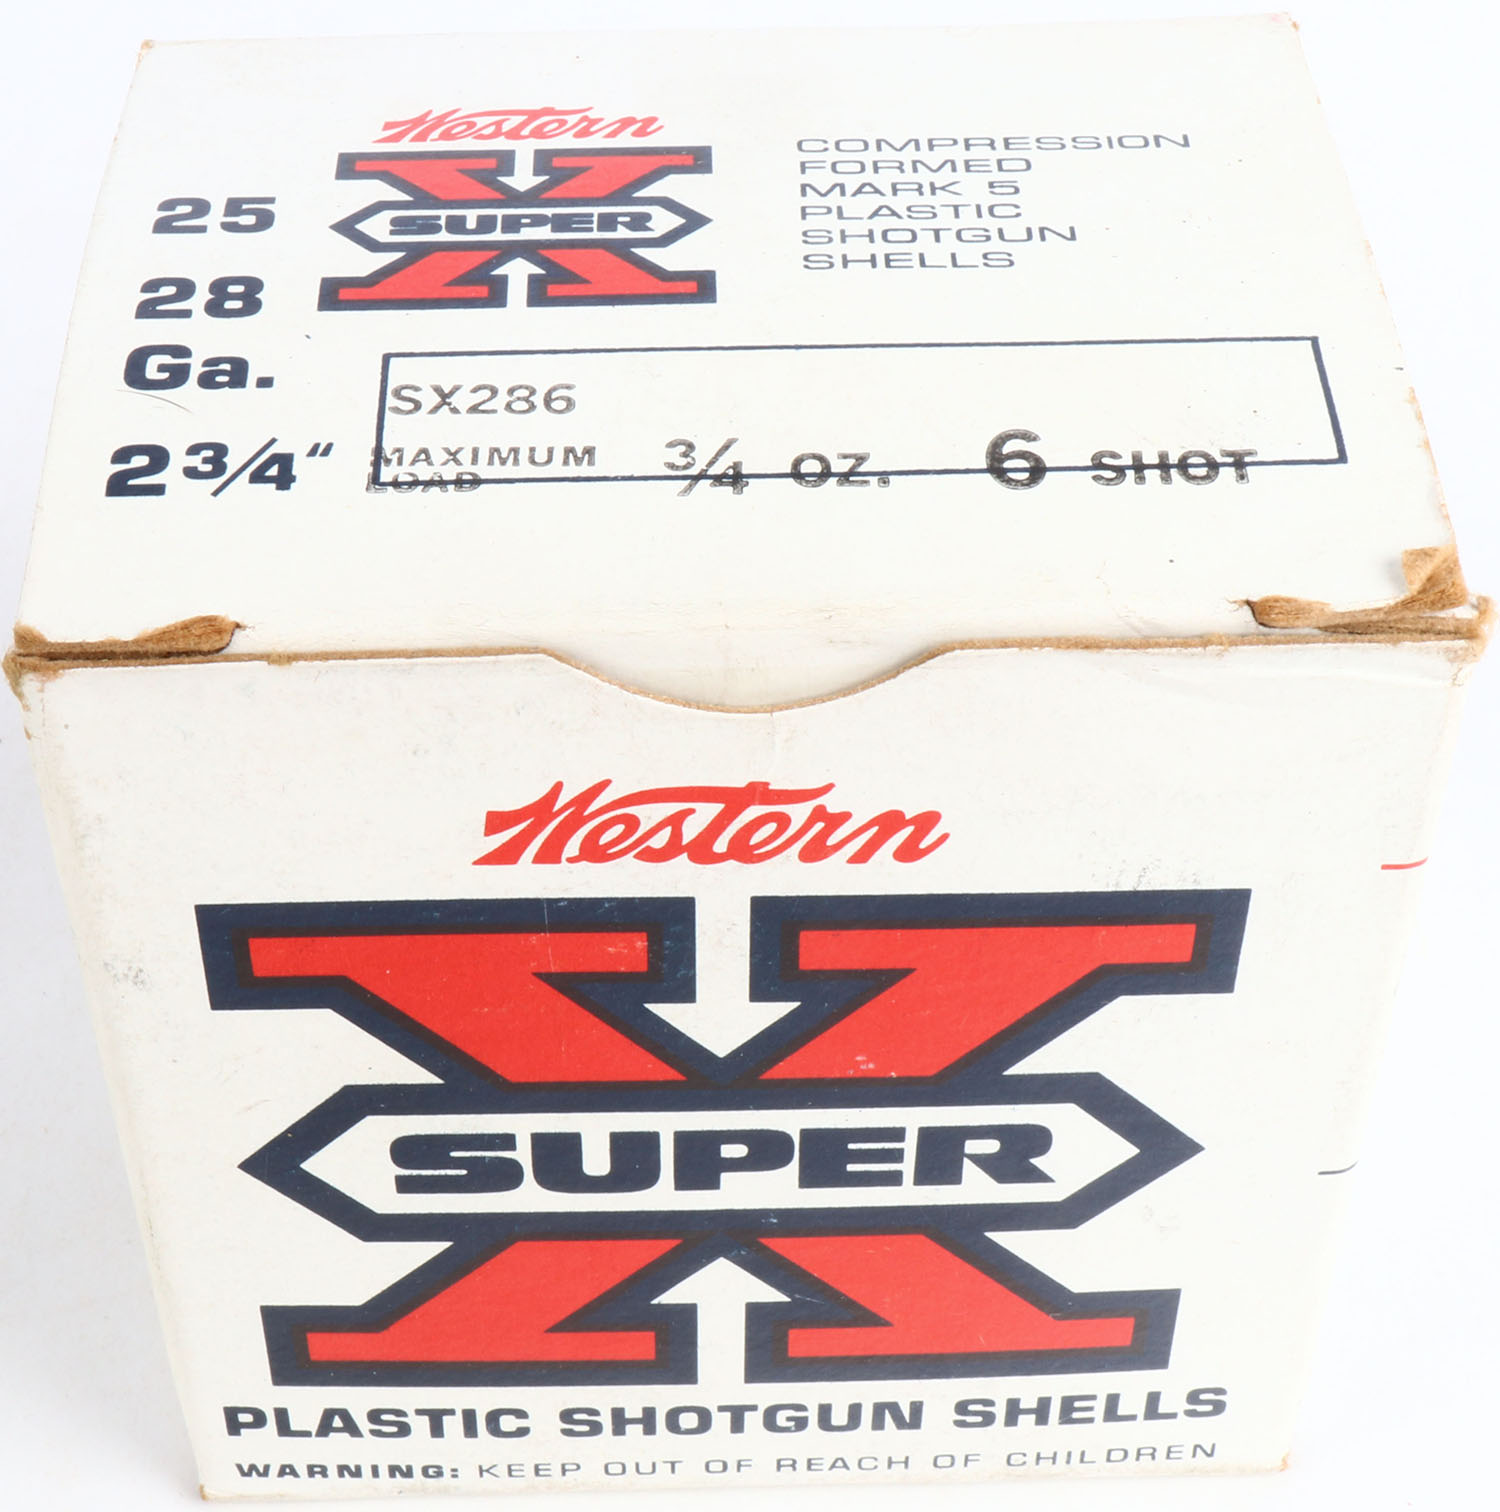 Western
X
SUPER
25
28
Ga.
2 3/4"
COMPRESSION
FORMED
MARK 5
PLASTIC
SHOTGUN
SHELLS
SX286
MAXIMUM
LOAD
3/4 OZ. 6 SHOT
Western
X
SUPER
PLASTIC SHOTGUN SHELLS
WARNING: KEEP OUT OF REACH OF CHILDREN